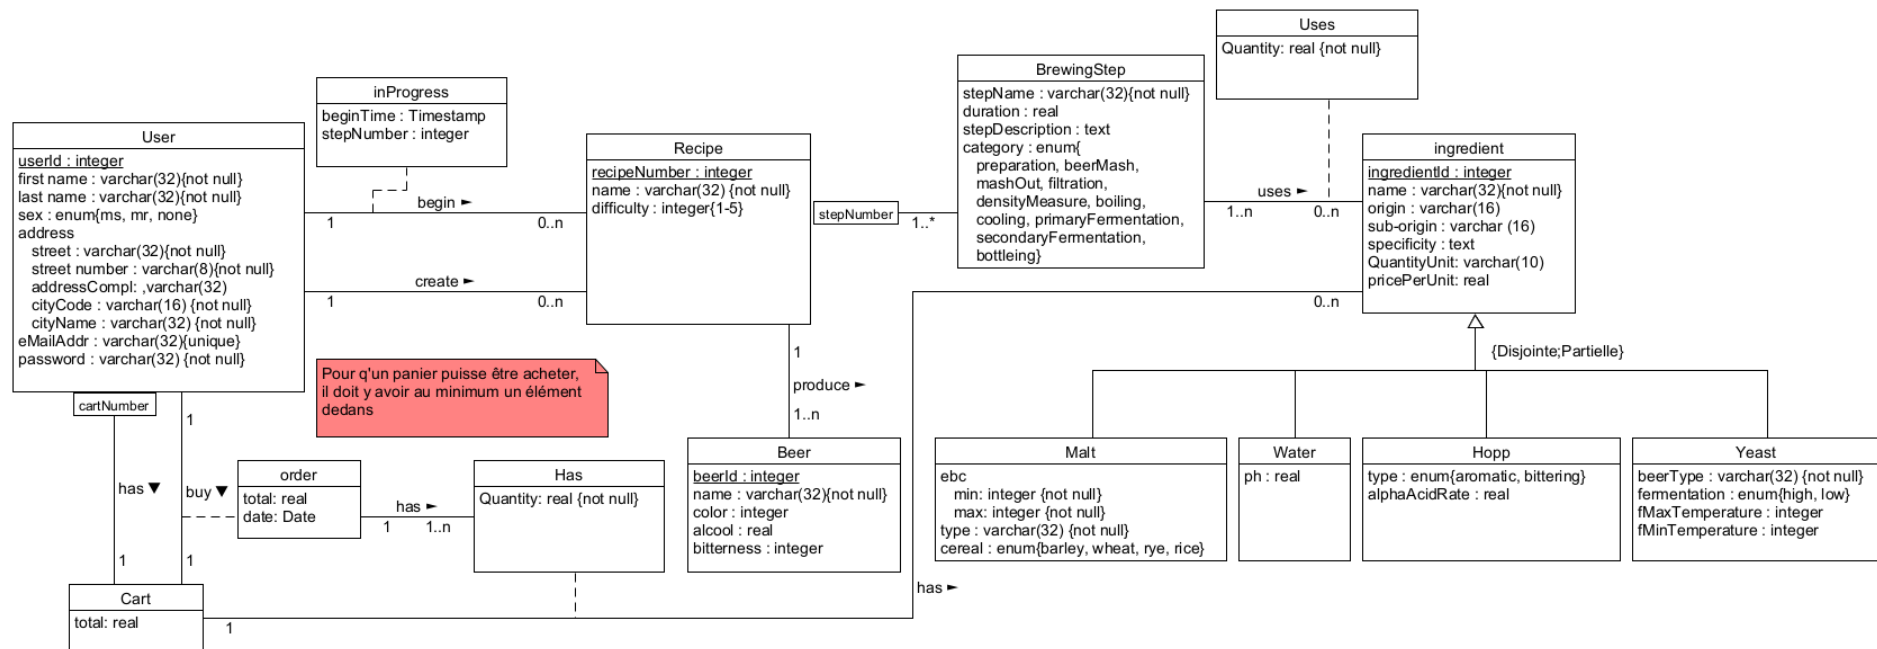 Uses
Quantity: real {not null}
BrewingStep
stepName : varchar(32){not null}
duration : real
stepDescription : text
category : enum{
preparation, beerMash,
mashOut, filtration,
densityMeasure, boiling,
cooling, primaryFermentation,
secondaryFermentation,
bottleing}
inProgress
beginTime : Timestamp
stepNumber : integer
User
userId : integer
first name : varchar(32){not null}
last name : varchar(32){not null}
sex : enum{ms, mr, none}
address
street : varchar(32){not null}
street number : varchar(8){not null}
addressCompl: ,varchar(32)
cityCode : varchar(16) {not null}
cityName : varchar(32) {not null}
eMailAddr : varchar(32){unique}
password : varchar(32) {not null}
Recipe
recipeNumber : integer
name : varchar(32) {not null}
difficulty : integer{1-5}
ingredient
ingredientId : integer
name : varchar(32){not null}
origin : varchar(16)
sub-origin : varchar (16)
specificity : text
QuantityUnit: varchar(10)
pricePerUnit: real
begin ►
1
0..n
create ►
1
0..n
stepNumber
1..*
uses ►
1..n
0..n
0..n
{Disjointe;Partielle}
Pour q'un panier puisse être acheter,
il doit y avoir au minimum un élément
dedans
1
produce ►
1..n
cartNumber
1
has ▼
buy ▼
1
1
order
total: real
date: Date
has ►
1
1..n
Has
Quantity: real {not null}
Beer
beerId : integer
name : varchar(32){not null}
color : integer
alcool : real
bitterness : integer
Malt
ebc
min: integer {not null}
max: integer {not null}
type : varchar(32) {not null}
cereal : enum{barley, wheat, rye, rice}
Water
ph : real
Hopp
type : enum{aromatic, bittering}
alphaAcidRate : real
Yeast
beerType : varchar(32) {not null}
fermentation : enum{high, low}
fMaxTemperature : integer
fMinTemperature : integer
Cart
total: real
1
has ►